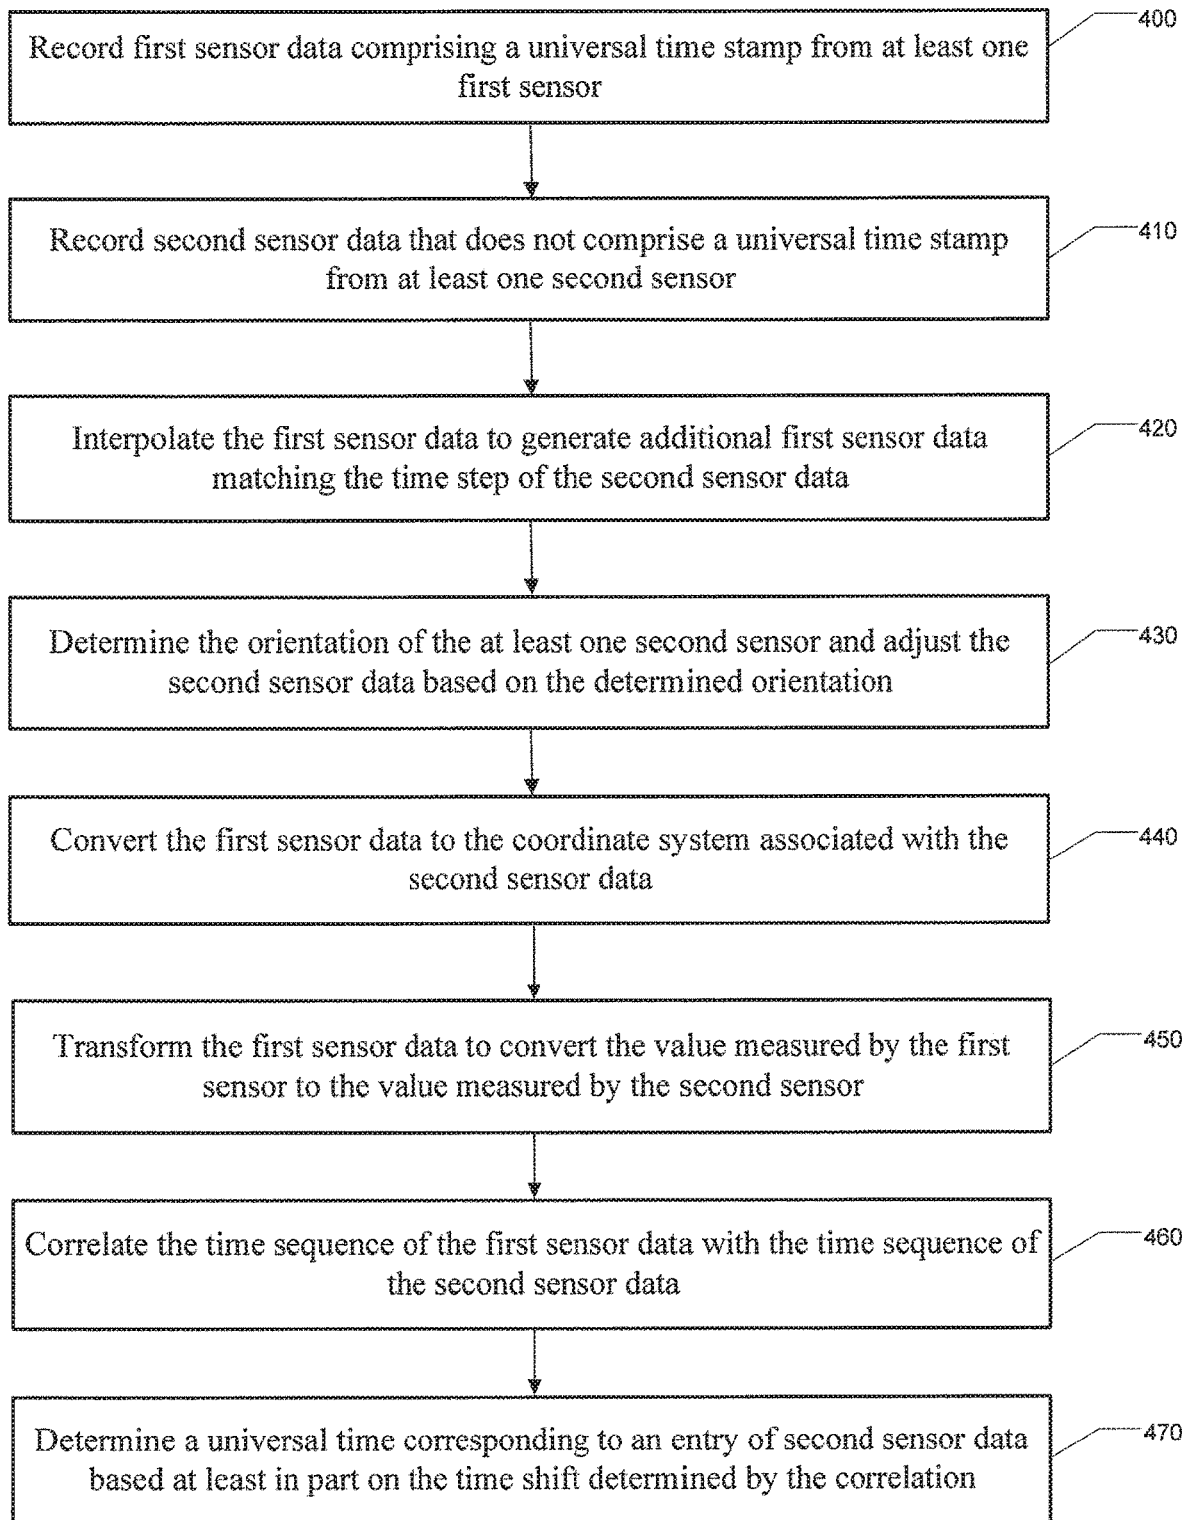 Record first sensor data comprising a universal time stamp from at least one
first sensor
400
Record second sensor data that does not comprise a universal time stamp
from at least one second sensor
410
Interpolate the first sensor data to generate additional first sensor data
matching the time step of the second sensor data
420
Determine the orientation of the at least one second sensor and adjust the
second sensor data based on the determined orientation
430
Convert the first sensor data to the coordinate system associated with the
second sensor data
440
Transform the first sensor data to convert the value measured by the first
sensor to the value measured by the second sensor
450
Correlate the time sequence of the first sensor data with the time sequence of
the second sensor data
460
Determine a universal time corresponding to an entry of second sensor data
based at least in part on the time shift determined by the correlation
470